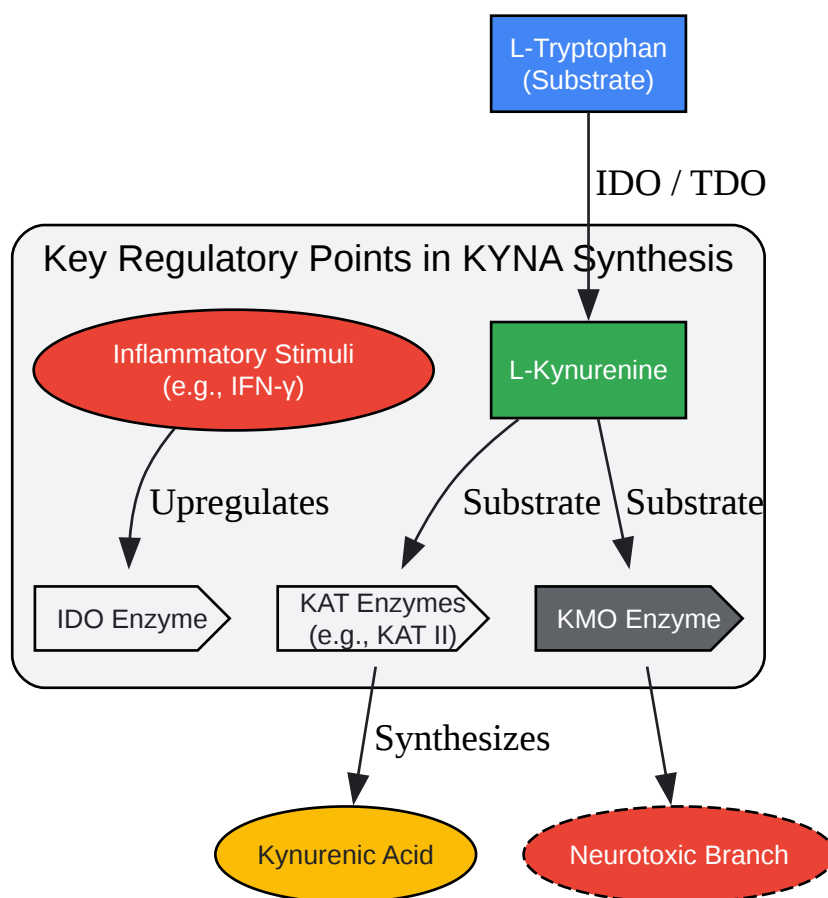 L-Tryptophan
(Substrate)
IDO / TDO
Key Regulatory Points in KYNA Synthesis
Inflammatory Stimuli
(e.g., IFN-γ)
L-Kynurenine
Upregulates
Substrate
Substrate
IDO Enzyme
KAT Enzymes
(e.g., KAT II)
KMO Enzyme
Synthesizes
Kynurenic Acid
Neurotoxic Branch